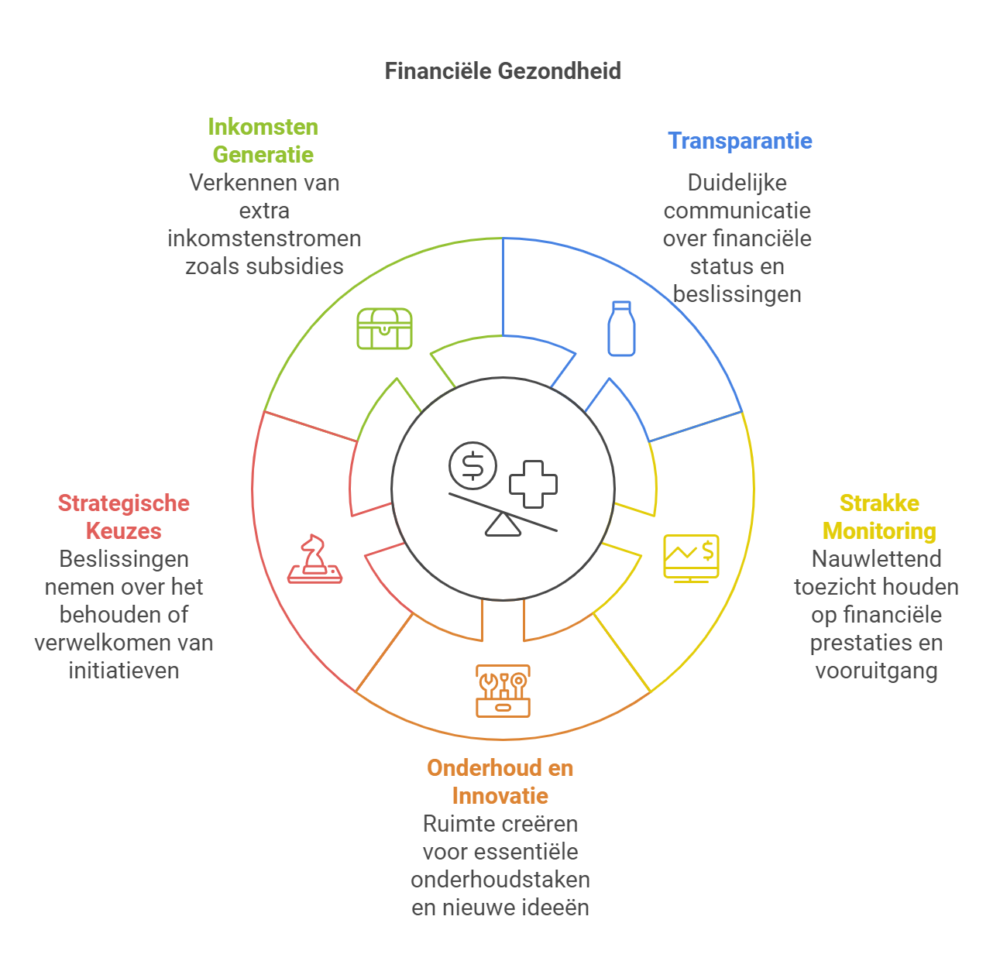 Financiële Gezondheid
Inkomsten
Generatie
Verkennen van
extra
inkomstenstromen
zoals subsidies
Transparantie
Duidelijke
communicatie
over financiële
status en
beslissingen
Strategische
Keuzes
Beslissingen
nemen over het
behouden of
verwelkomen van
initiatieven
Strakke
Monitoring
Nauwlettend
toezicht houden
op financiële
prestaties en
vooruitgang
Onderhoud en
Innovatie
Ruimte creëren
voor essentiële
onderhoudstaken
en nieuwe ideeën